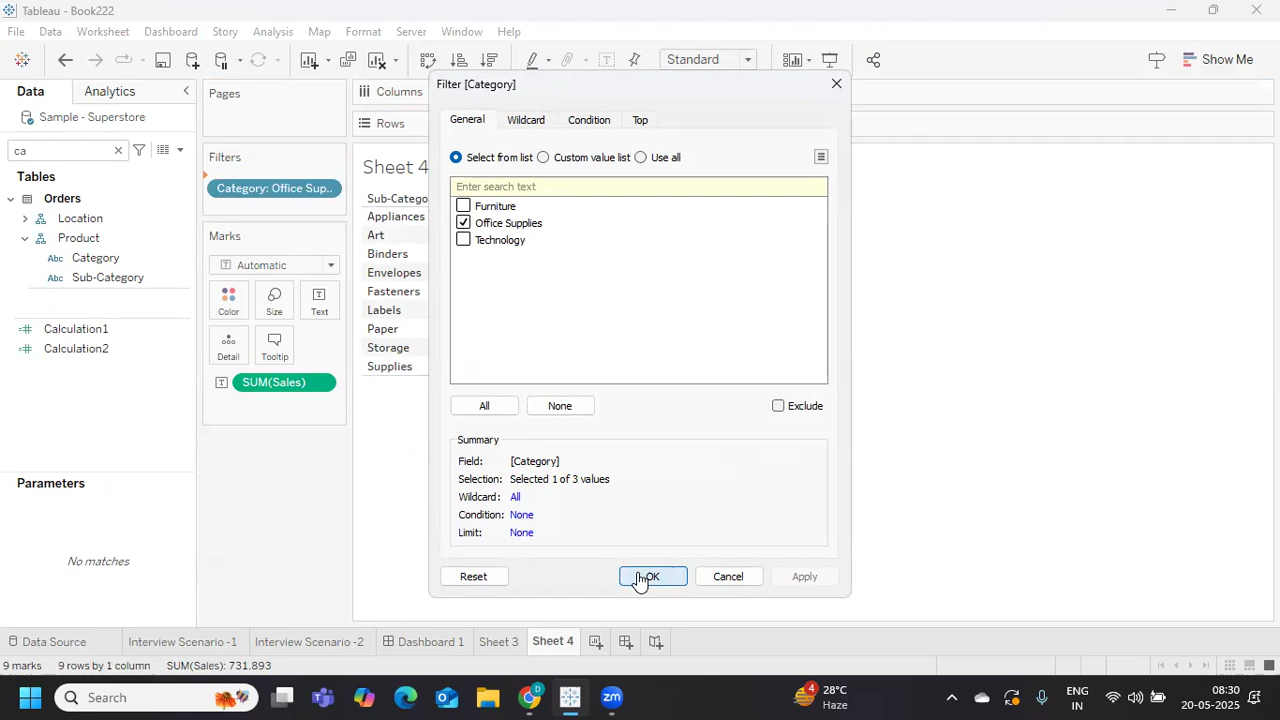 Tableau - Book222
File Data Worksheet Dashboard Story Analysis Map Format Server Window Help
Standard
Show Me
Data Analytics
Sample - Superstore
ca
Tables
Orders
Location
Product
Abc Category
Abc Sub-Category
Calculation1
Calculation2
Parameters
No matches
Pages
Filters
Category: Office Sup..
Marks
Automatic
Color Size Text
Detail Tooltip
SUM(Sales)
Columns
Rows
Sheet 4
Sub-Catego
Appliances
Art
Binders
Envelopes
Fasteners
Labels
Paper
Storage
Supplies
Filter [Category]
General Wildcard Condition Top
Select from list Custom value list Use all
Enter search text
Furniture
Office Supplies
Technology
All None Exclude
Summary
Field: [Category]
Selection: Selected 1 of 3 values
Wildcard: All
Condition: None
Limit: None
Reset OK Cancel Apply
Data Source Interview Scenario -1 Interview Scenario -2 Dashboard 1 Sheet 3 Sheet 4
9 marks 9 rows by 1 column SUM(Sales): 731.893
Search
zm
4
28°C
Haze
ENG
IN
08:30
20-05-2025